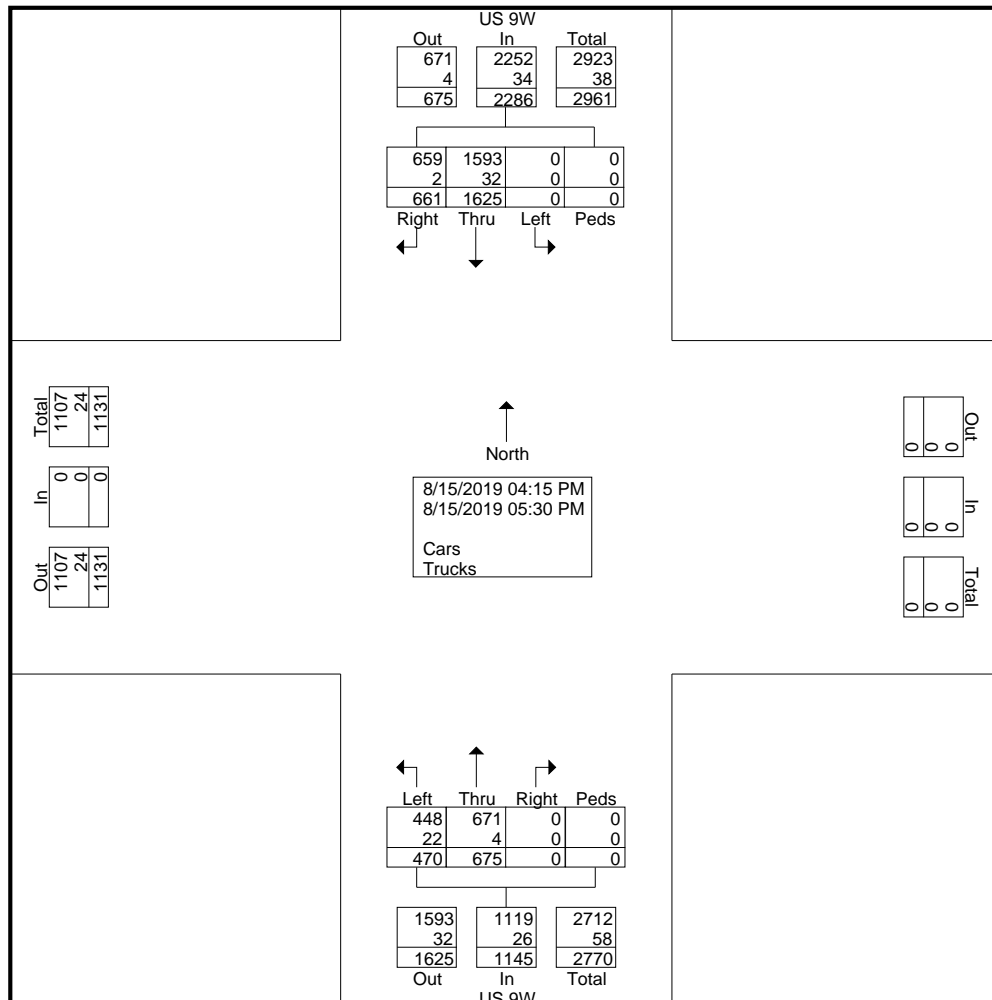 US 9W
Out In Total
671 2252 2923
4 34 38
675 2286 2961
659 1593 0 0
2 32 0 0
661 1625 0 0
Right Thru Left Peds
Total
1107
24
1131
In
0
0
0
Out
1107
24
1131
North
8/15/2019 04:15 PM
8/15/2019 05:30 PM
Cars
Trucks
Out
0
0
0
In
0
0
0
Total
0
0
0
Left Thru Right Peds
448 671 0 0
22 4 0 0
470 675 0 0
1593 1119 2712
32 26 58
1625 1145 2770
Out In Total
US 9W